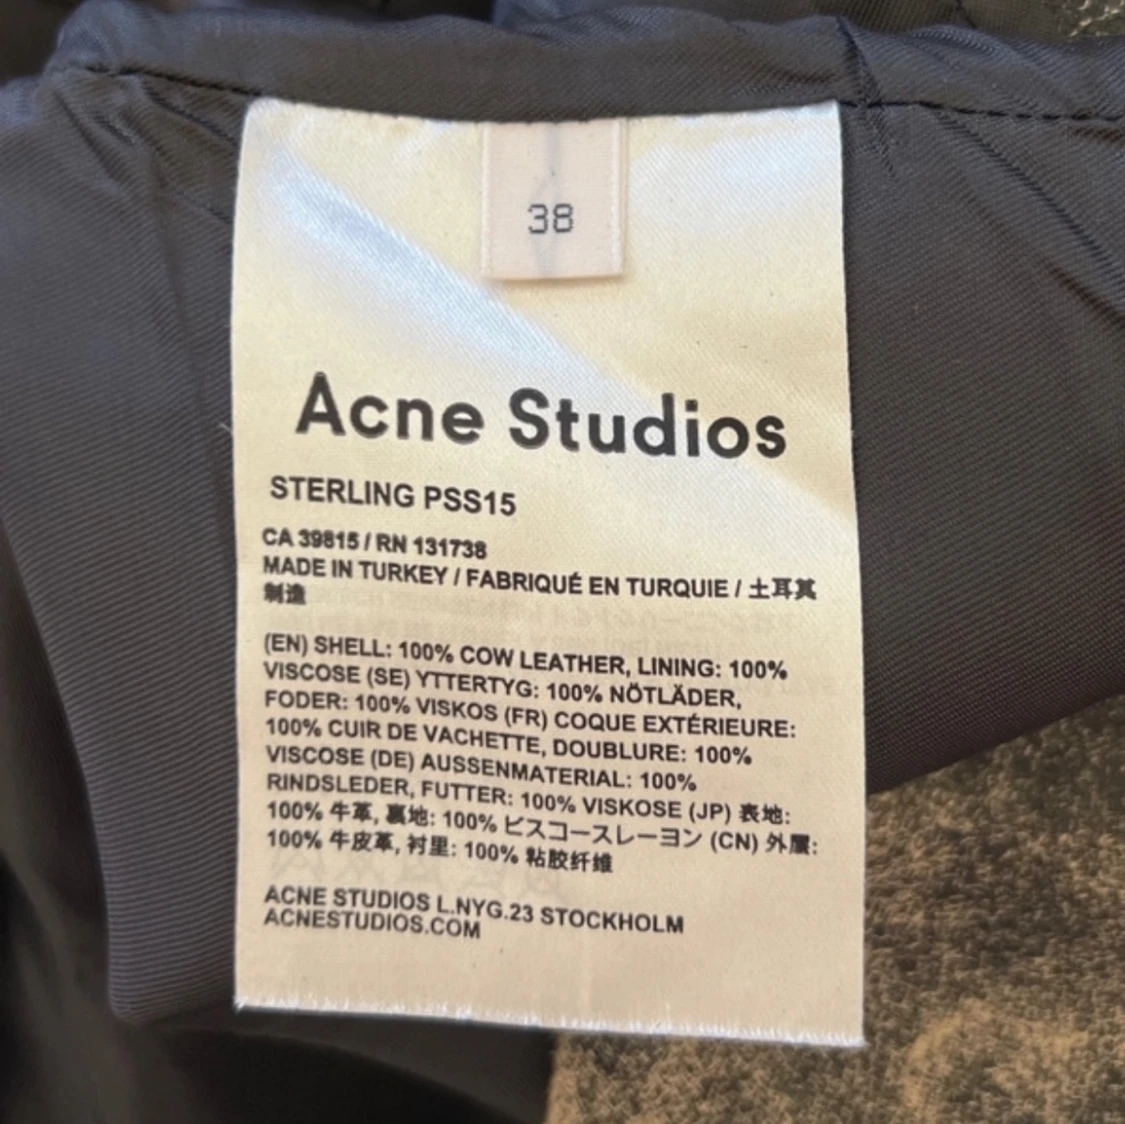 38
Acne Studios
STERLING PSS15
CA 39815 / RN 131738
MADE IN TURKEY / FABRIQUÉ EN TURQUIE / 土耳其
制造
(EN) SHELL: 100% COW LEATHER, LINING: 100%
VISCOSE (SE) YTTERTYG: 100% NÖTLÄDER,
FODER: 100% VISKOS (FR) COQUE EXTÉRIEURE:
100% CUIR DE VACHETTE, DOUBLURE: 100%
VISCOSE (DE) AUSSENMATERIAL: 100%
RINDSLEDER, FUTTER: 100% VISKOSE (JP) 表地:
100% 牛革, 裏地: 100% ビスコースレーヨン (CN) 外层:
100% 牛皮革, 衬里: 100% 粘胶纤维
ACNE STUDIOS L.NYG.23 STOCKHOLM
ACNESTUDIOS.COM